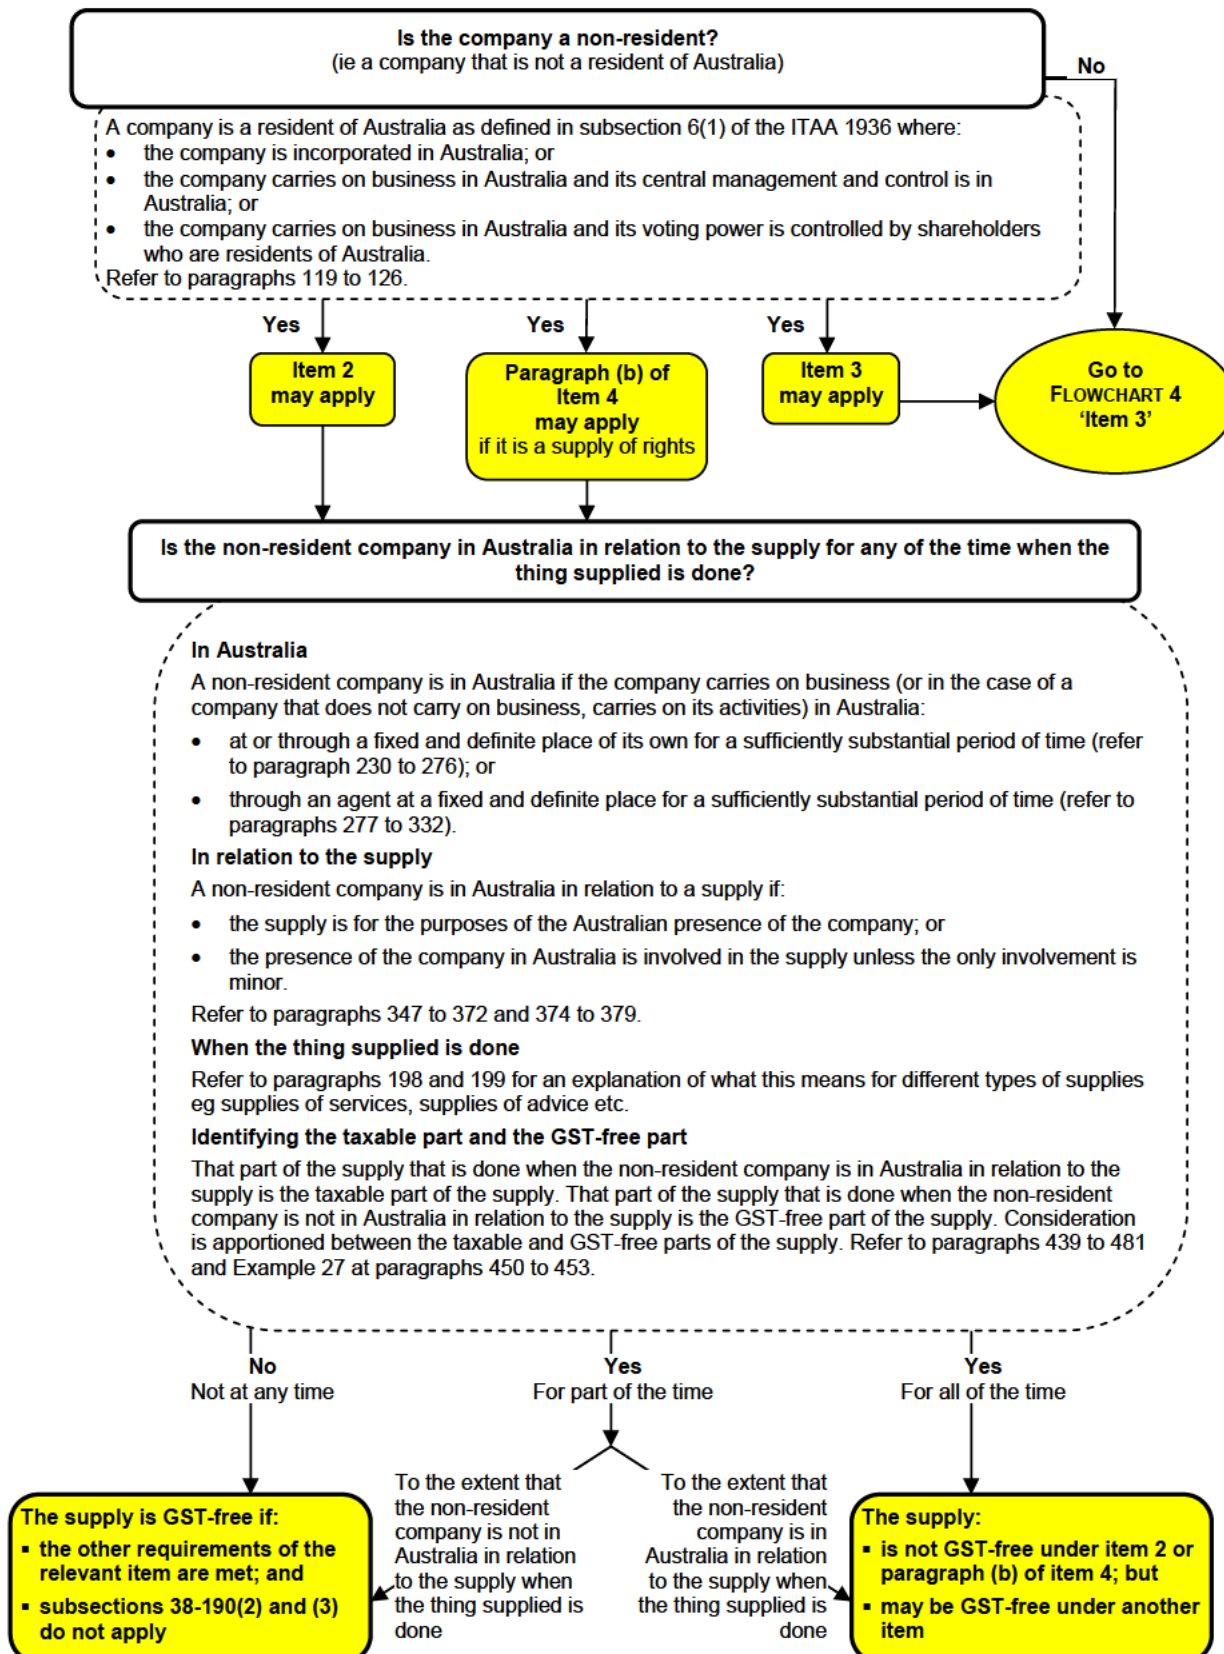 Is the company a non-resident?
(ie a company that is not a resident of Australia)
No
A company is a resident of Australia as defined in subsection 6(1) of the ITAA 1936 where:
• the company is incorporated in Australia; or
• the company carries on business in Australia and its central management and control is in
Australia; or
• the company carries on business in Australia and its voting power is controlled by shareholders
who are residents of Australia.
Refer to paragraphs 119 to 126.
Yes
Yes
Yes
Item 2
may apply
Paragraph (b) of
Item 4
may apply
if it is a supply of rights
Item 3
may apply
Go to
FLOWCHART 4
‘Item 3’
Is the non-resident company in Australia in relation to the supply for any of the time when the
thing supplied is done?
In Australia
A non-resident company is in Australia if the company carries on business (or in the case of a
company that does not carry on business, carries on its activities) in Australia:
• at or through a fixed and definite place of its own for a sufficiently substantial period of time (refer
to paragraph 230 to 276); or
• through an agent at a fixed and definite place for a sufficiently substantial period of time (refer to
paragraphs 277 to 332).
In relation to the supply
A non-resident company is in Australia in relation to a supply if:
• the supply is for the purposes of the Australian presence of the company; or
• the presence of the company in Australia is involved in the supply unless the only involvement is
minor.
Refer to paragraphs 347 to 372 and 374 to 379.
When the thing supplied is done
Refer to paragraphs 198 and 199 for an explanation of what this means for different types of supplies
eg supplies of services, supplies of advice etc.
Identifying the taxable part and the GST-free part
That part of the supply that is done when the non-resident company is in Australia in relation to the
supply is the taxable part of the supply. That part of the supply that is done when the non-resident
company is not in Australia in relation to the supply is the GST-free part of the supply. Consideration
is apportioned between the taxable and GST-free parts of the supply. Refer to paragraphs 439 to 481
and Example 27 at paragraphs 450 to 453.
No
Not at any time
Yes
For part of the time
Yes
For all of the time
The supply is GST-free if:
▪ the other requirements of the
relevant item are met; and
▪ subsections 38-190(2) and (3)
do not apply
To the extent that
the non-resident
company is not in
Australia in relation
to the supply when
the thing supplied is
done
To the extent that
the non-resident
company is in
Australia in relation
to the supply when
the thing supplied is
done
The supply:
▪ is not GST-free under item 2 or
paragraph (b) of item 4; but
▪ may be GST-free under another
item